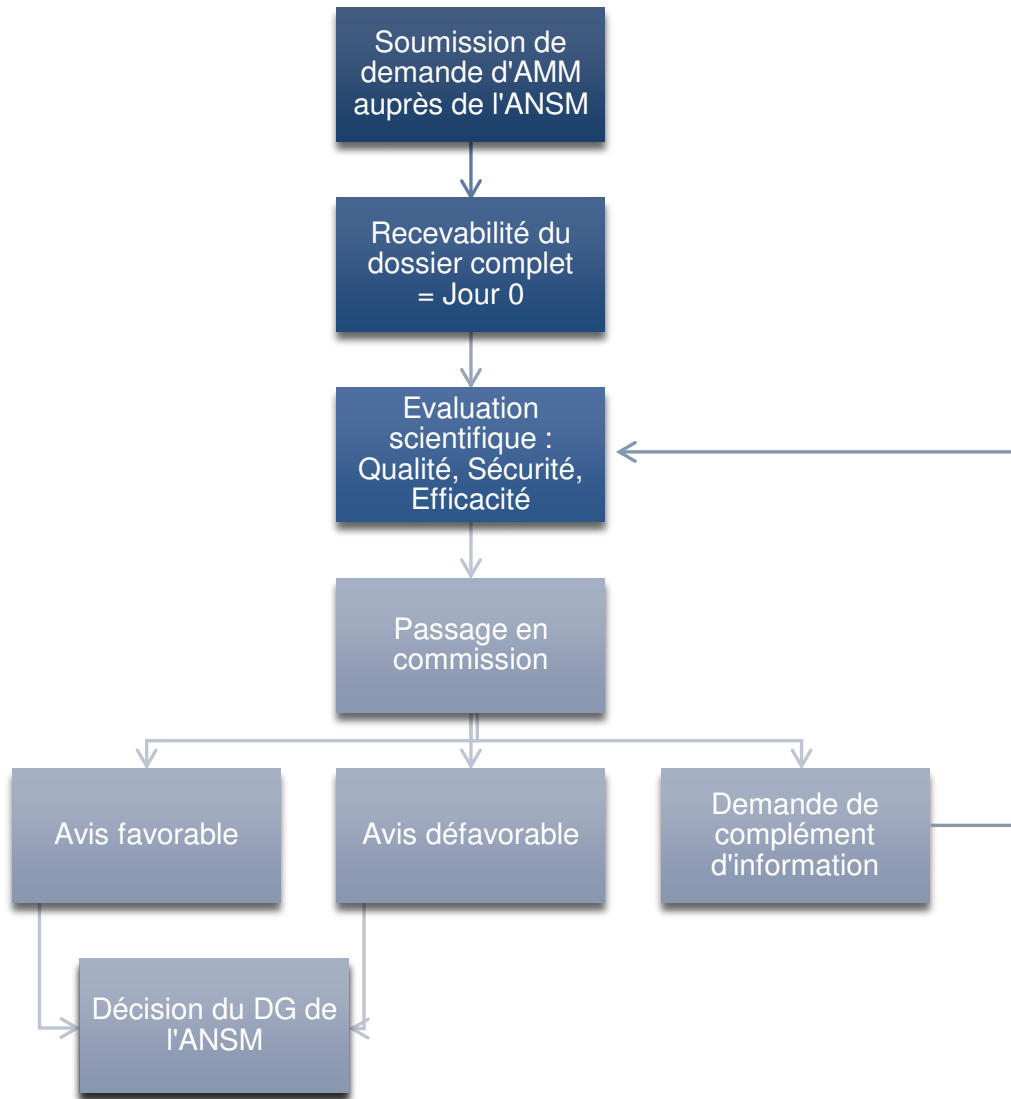 Soumission de
demande d'AMM
auprès de l'ANSM
Recevabilité du
dossier complet
= Jour 0
Evaluation
scientifique :
Qualité, Sécurité,
Efficacité
Passage en
commission
Avis favorable
Avis défavorable
Demande de
complément
d'information
Décision du DG de
l'ANSM